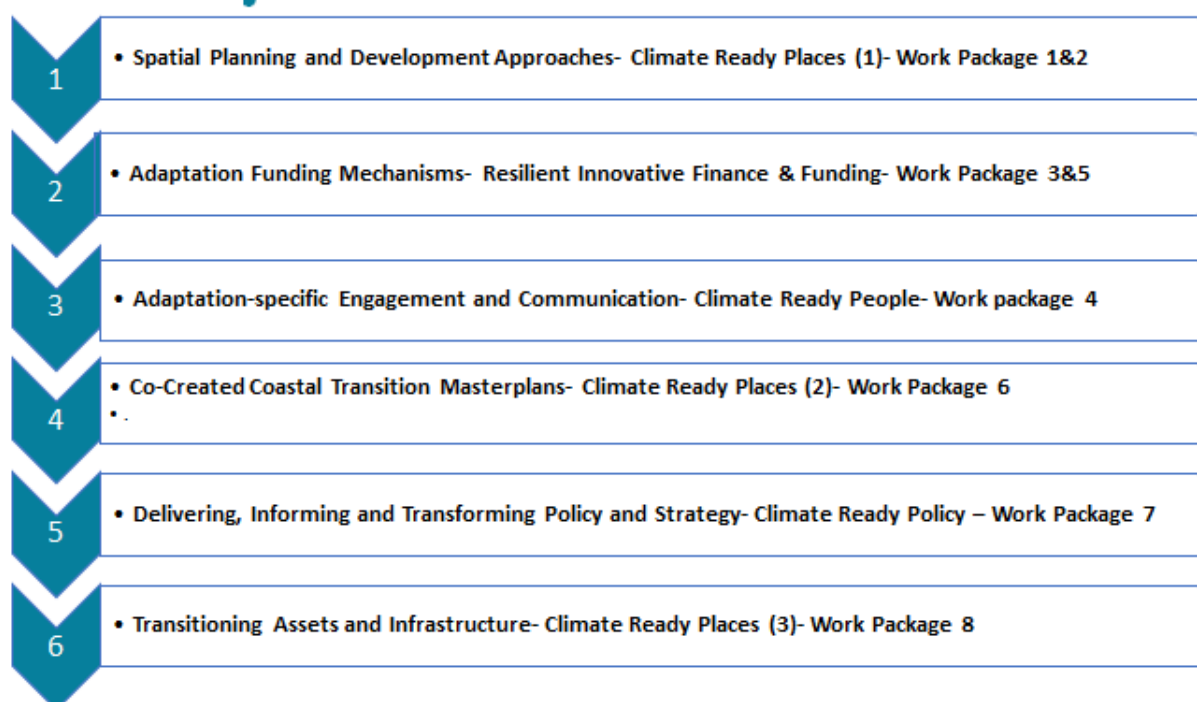 1
• Spatial Planning and Development Approaches- Climate Ready Places (1)- Work Package 1&2
2
• Adaptation Funding Mechanisms- Resilient Innovative Finance & Funding- Work Package 3&5
3
• Adaptation-specific Engagement and Communication- Climate Ready People- Work package 4
4
• Co-Created Coastal Transition Masterplans- Climate Ready Places (2)- Work Package 6
• .
5
• Delivering, Informing and Transforming Policy and Strategy- Climate Ready Policy – Work Package 7
6
• Transitioning Assets and Infrastructure- Climate Ready Places (3)- Work Package 8